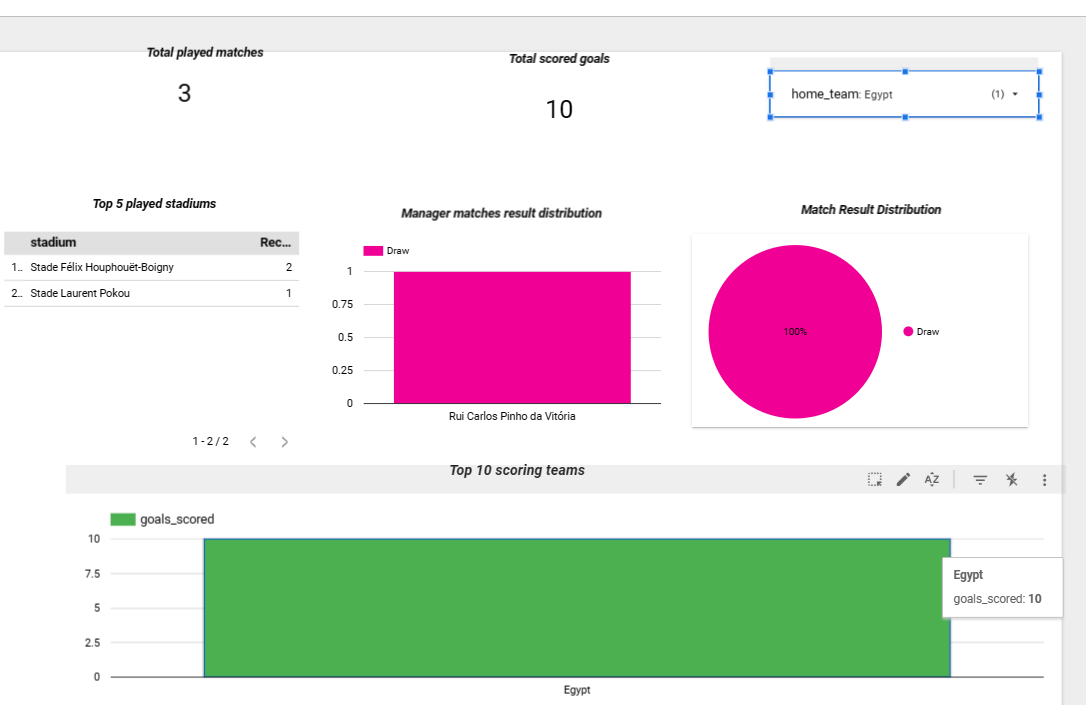 Total played matches
3
Total scored goals
10
home_team: Egypt (1)
Top 5 played stadiums
stadium Rec...
1.. Stade Félix Houphouët-Boigny 2
2.. Stade Laurent Pokou 1
1 - 2 / 2
Manager matches result distribution
Draw
1
0.75
0.5
0.25
0
Rui Carlos Pinho da Vitória
Match Result Distribution
100%
Draw
Top 10 scoring teams
AZ
goals_scored
10
7.5
5
2.5
0
Egypt
Egypt
goals_scored: 10